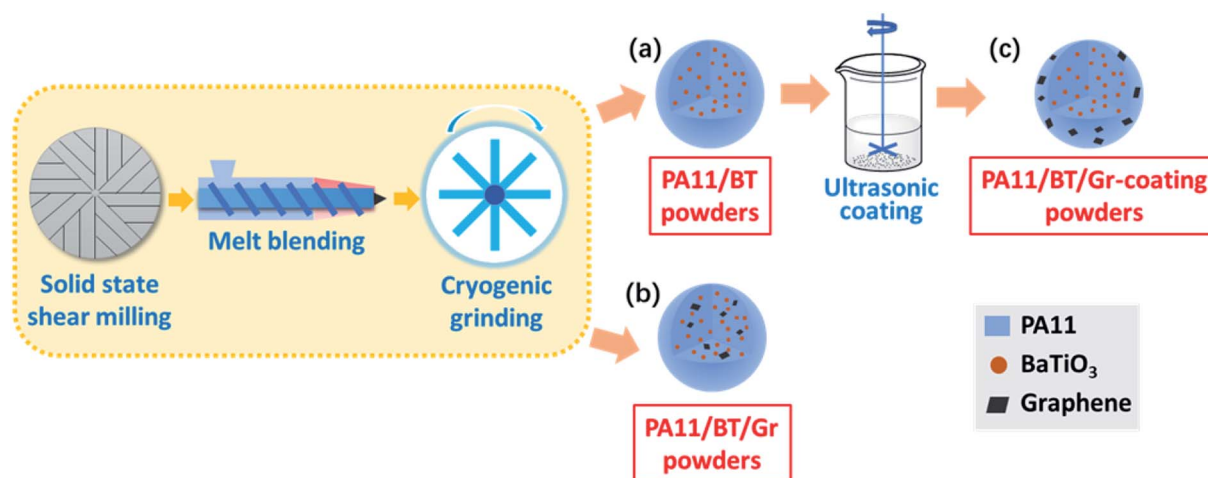 Solid state
shear milling
Melt blending
Cryogenic
grinding
(a)
PA11/BT
powders
Ultrasonic
coating
(c)
PA11/BT/Gr-coating
powders
(b)
PA11/BT/Gr
powders
PA11
BaTiO₃
Graphene